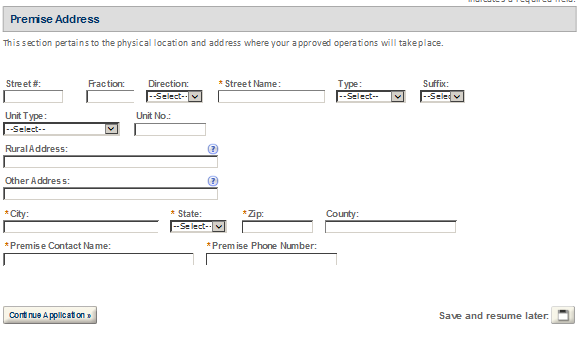 indicates a required field.
Premise Address
This section pertains to the physical location and address where your approved operations will take place.
Street #: Fraction: Direction: * Street Name: Type: Suffix:
--Select-- --Select-- --Selec
Unit Type: Unit No.:
--Select--
Rural Address: ?
Other Address: ?
* City: * State: * Zip: County:
--Select--
* Premise Contact Name: * Premise Phone Number:
Continue Application » Save and resume later: